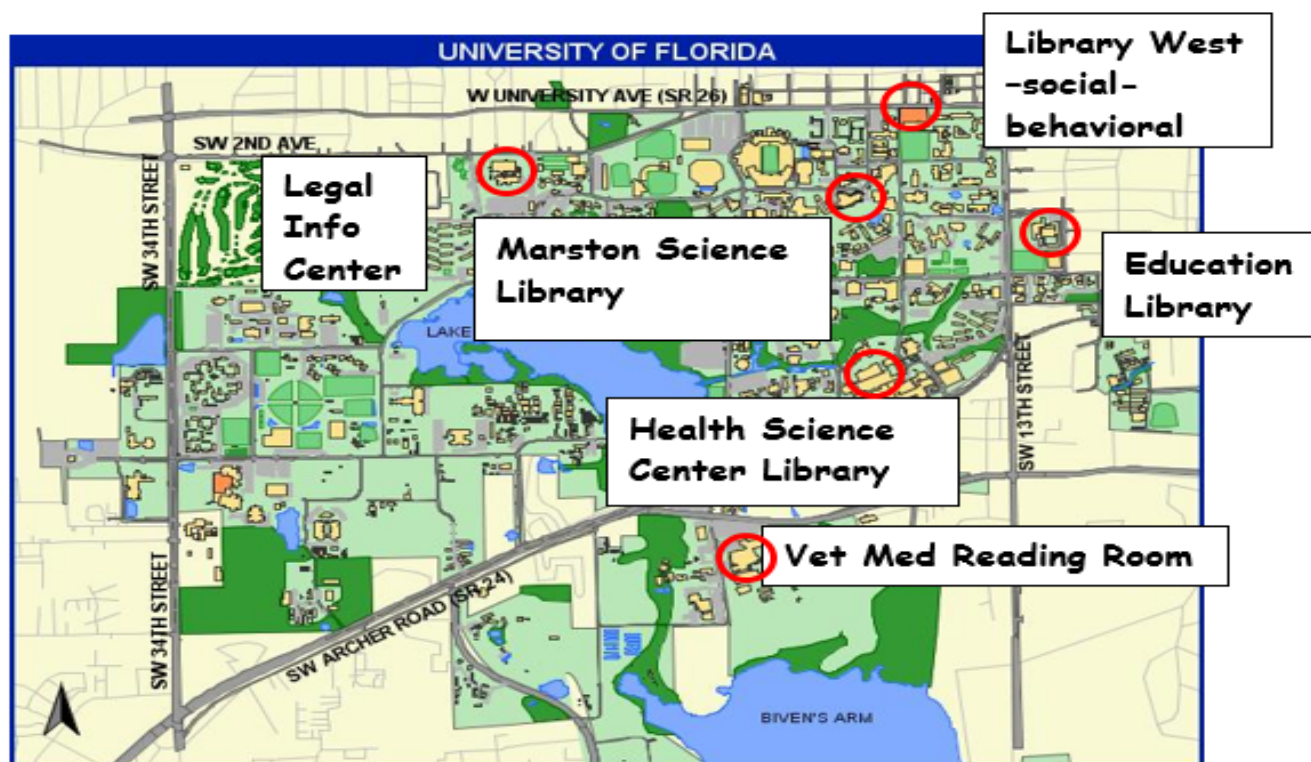 UNIVERSITY OF FLORIDA
Library West
-social-
behavioral
W UNIVERSITY AVE (SR 26)
SW 2ND AVE
Legal
Info
Center
Marston Science
Library
Education
Library
SW 34TH STREET
LAKE
Health Science
Center Library
SW 13TH STREET
Vet Med Reading Room
SW ARCHER ROAD (SR 24)
SW 34TH STREET
BIVEN'S ARM